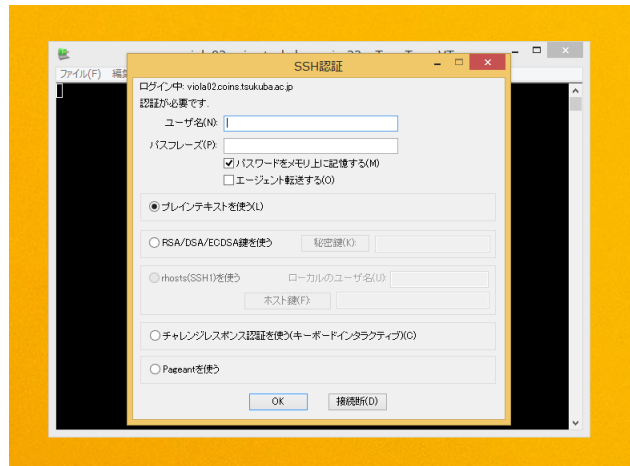 SSH認証
ファイル(F) 編集
ログイン中: viola02.coins.tsukuba.ac.jp
認証が必要です.
ユーザ名(N):
パスフレーズ(P):
パスワードをメモリ上に記憶する(M)
エージェント転送する(O)
プレインテキストを使う(L)
RSA/DSA/ECDSA鍵を使う 秘密鍵(K):
rhosts(SSH1)を使う ローカルのユーザ名(U):
ホスト鍵(F):
チャレンジレスポンス認証を使う(キーボードインタラクティブ)(C)
Pageantを使う
OK 接続断(D)